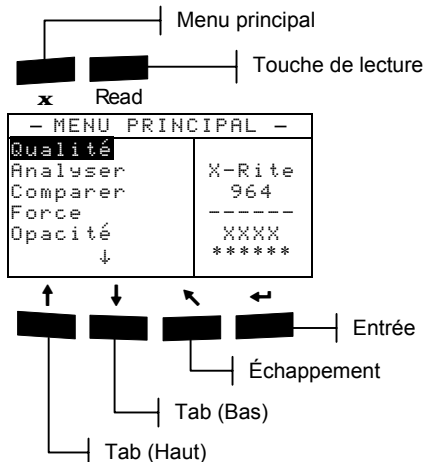 Menu principal
Touche de lecture
x Read
— MENU PRINCIPAL —
Qualité
Analyser X-Rite
Comparer 964
Force ------
Opacité XXXX
↓ ******
↑ ↓ ↖ ↵
Entrée
Échappement
Tab (Bas)
Tab (Haut)